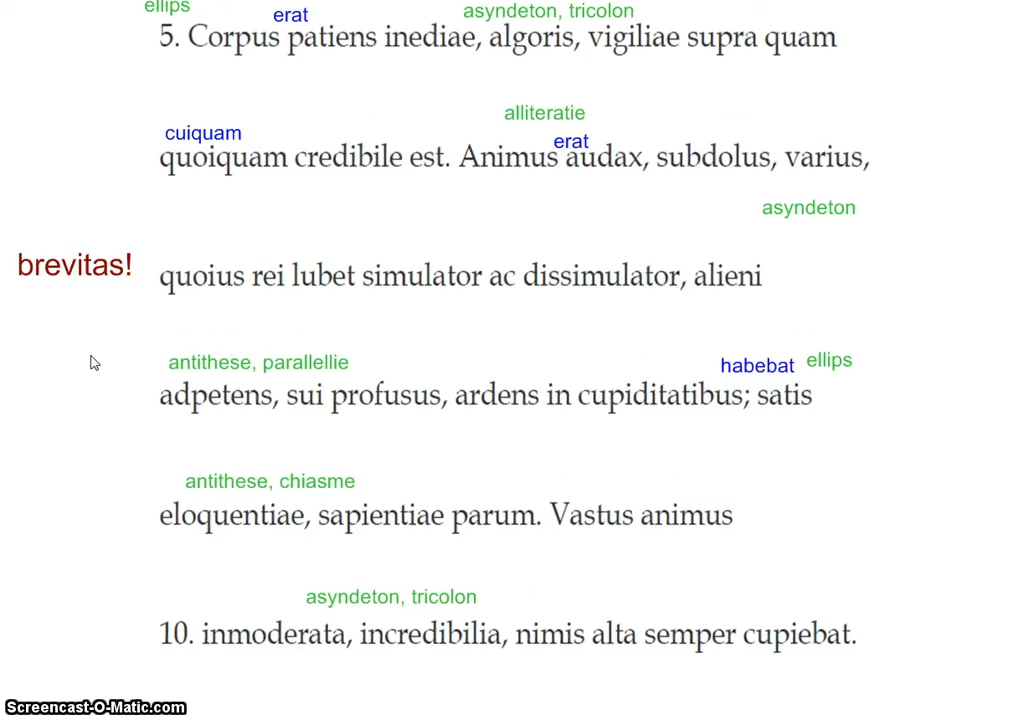 ellips
erat
asyndeton, tricolon
5. Corpus patiens inediae, algoris, vigiliae supra quam
alliteratie
cuiquam
erat
quoiquam credibile est. Animus audax, subdolus, varius,
asyndeton
brevitas!
quoius rei lubet simulator ac dissimulator, alieni
antithese, parallellie
habebat
ellips
adpetens, sui profusus, ardens in cupiditatibus; satis
antithese, chiasme
eloquentiae, sapientiae parum. Vastus animus
asyndeton, tricolon
10. inmoderata, incredibilia, nimis alta semper cupiebat.
Screencast-O-Matic.com